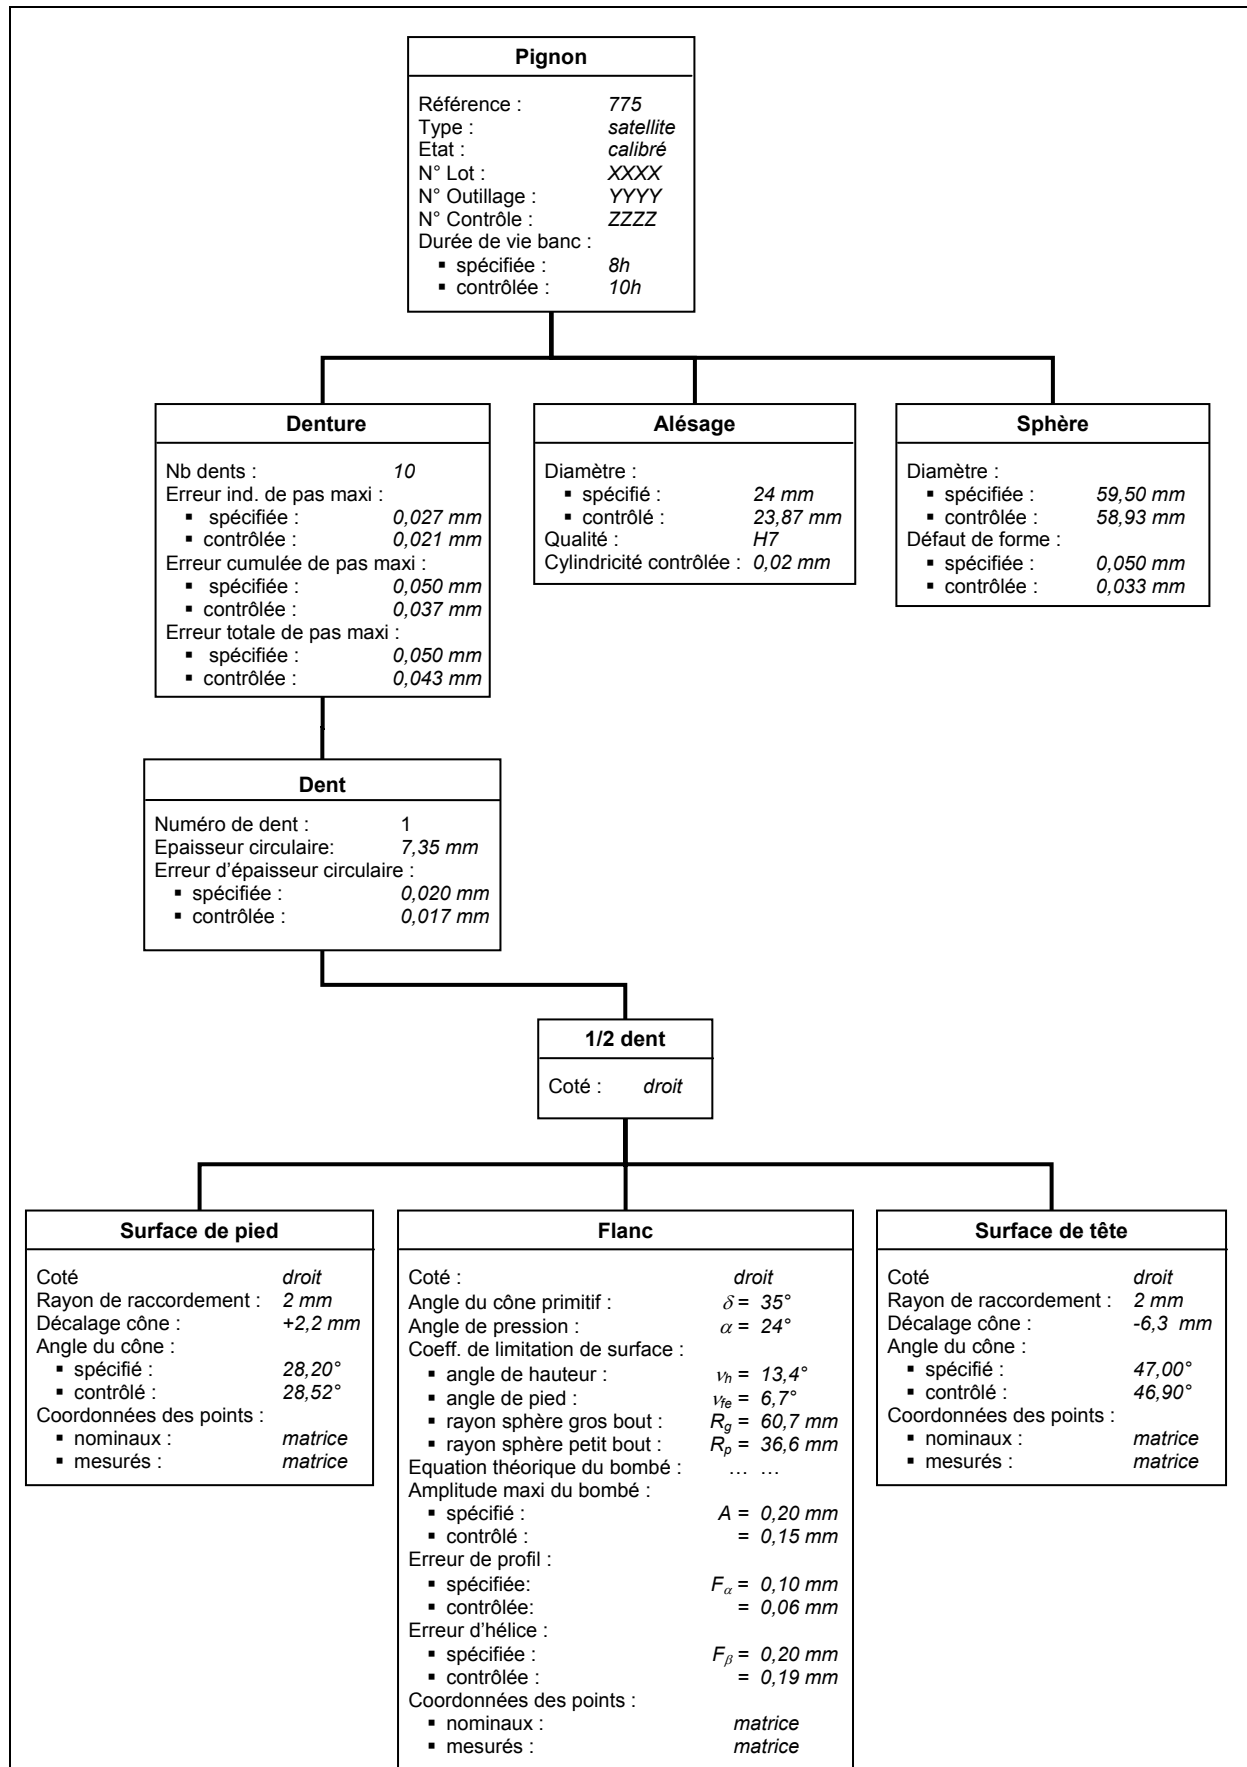 Pignon
Référence : 775
Type : satellite
Etat : calibré
N° Lot : XXXX
N° Outillage : YYYY
N° Contrôle : ZZZZ
Durée de vie banc :
▪ spécifiée : 8h
▪ contrôlée : 10h
Denture
Nb dents : 10
Erreur ind. de pas maxi :
▪ spécifiée : 0,027 mm
▪ contrôlée : 0,021 mm
Erreur cumulée de pas maxi :
▪ spécifiée : 0,050 mm
▪ contrôlée : 0,037 mm
Erreur totale de pas maxi :
▪ spécifiée : 0,050 mm
▪ contrôlée : 0,043 mm
Alésage
Diamètre :
▪ spécifié : 24 mm
▪ contrôlé : 23,87 mm
Qualité : H7
Cylindricité contrôlée : 0,02 mm
Sphère
Diamètre :
▪ spécifiée : 59,50 mm
▪ contrôlée : 58,93 mm
Défaut de forme :
▪ spécifiée : 0,050 mm
▪ contrôlée : 0,033 mm
Dent
Numéro de dent : 1
Epaisseur circulaire: 7,35 mm
Erreur d'épaisseur circulaire :
▪ spécifiée : 0,020 mm
▪ contrôlée : 0,017 mm
1/2 dent
Coté : droit
Surface de pied
Coté droit
Rayon de raccordement : 2 mm
Décalage cône : +2,2 mm
Angle du cône :
▪ spécifié : 28,20°
▪ contrôlé : 28,52°
Coordonnées des points :
▪ nominaux : matrice
▪ mesurés : matrice
Flanc
Coté : droit
Angle du cône primitif : δ = 35°
Angle de pression : α = 24°
Coeff. de limitation de surface :
▪ angle de hauteur : νh = 13,4°
▪ angle de pied : νfe = 6,7°
▪ rayon sphère gros bout : Rg = 60,7 mm
▪ rayon sphère petit bout : Rp = 36,6 mm
Equation théorique du bombé : … …
Amplitude maxi du bombé :
▪ spécifié : A = 0,20 mm
▪ contrôlé : = 0,15 mm
Erreur de profil :
▪ spécifiée: Fα = 0,10 mm
▪ contrôlée: = 0,06 mm
Erreur d'hélice :
▪ spécifiée : Fβ = 0,20 mm
▪ contrôlée : = 0,19 mm
Coordonnées des points :
▪ nominaux : matrice
▪ mesurés : matrice
Surface de tête
Coté droit
Rayon de raccordement : 2 mm
Décalage cône : -6,3 mm
Angle du cône :
▪ spécifié : 47,00°
▪ contrôlé : 46,90°
Coordonnées des points :
▪ nominaux : matrice
▪ mesurés : matrice